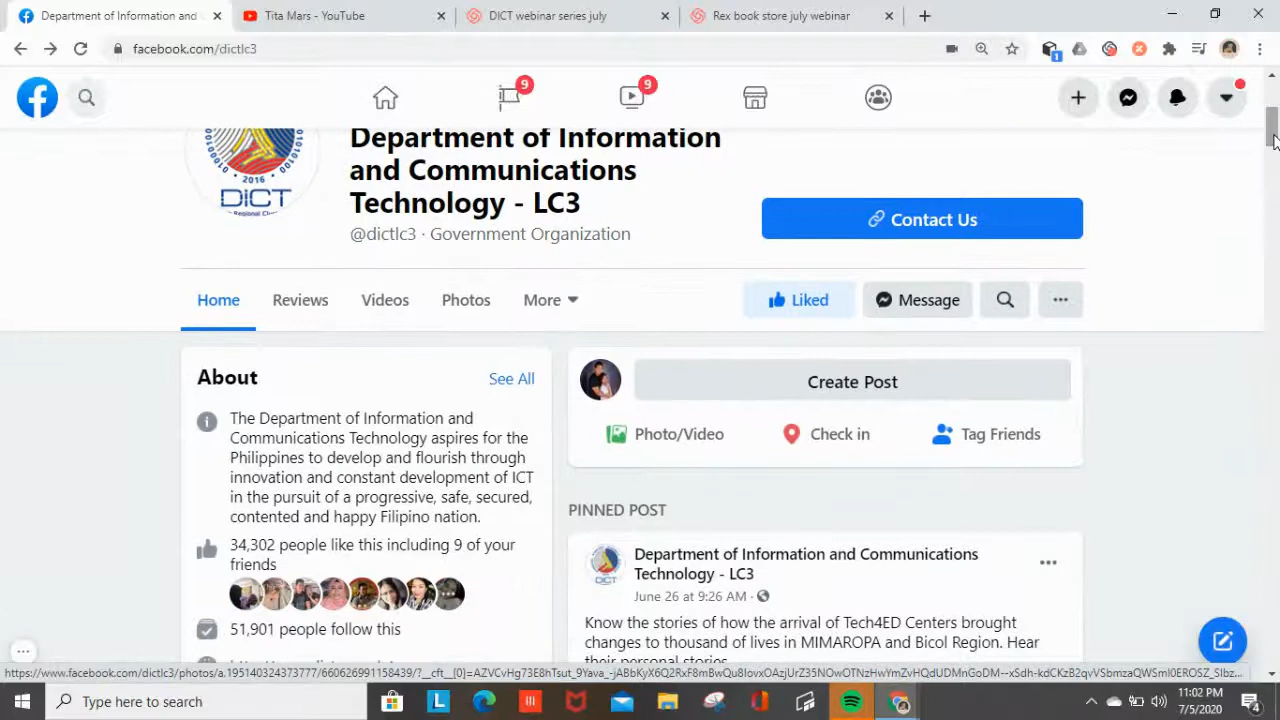 Department of Information and
Tita Mars - YouTube
DICT webinar series july
Rex book store july webinar
facebook.com/dictlc3
1
9
9
2016
DICT
Department of Information
and Communications
Technology - LC3
@dictlc3 · Government Organization
Contact Us
Home
Reviews
Videos
Photos
More
Liked
Message
About
See All
The Department of Information and
Communications Technology aspires for the
Philippines to develop and flourish through
innovation and constant development of ICT
in the pursuit of a progressive, safe, secured,
contented and happy Filipino nation.
34,302 people like this including 9 of your
friends
51,901 people follow this
Create Post
Photo/Video
Check in
Tag Friends
PINNED POST
Department of Information and Communications
Technology - LC3
June 26 at 9:26 AM ·
Know the stories of how the arrival of Tech4ED Centers brought
changes to thousand of lives in MIMAROPA and Bicol Region. Hear
their personal stories
Type here to search
11:02 PM
7/5/2020
4